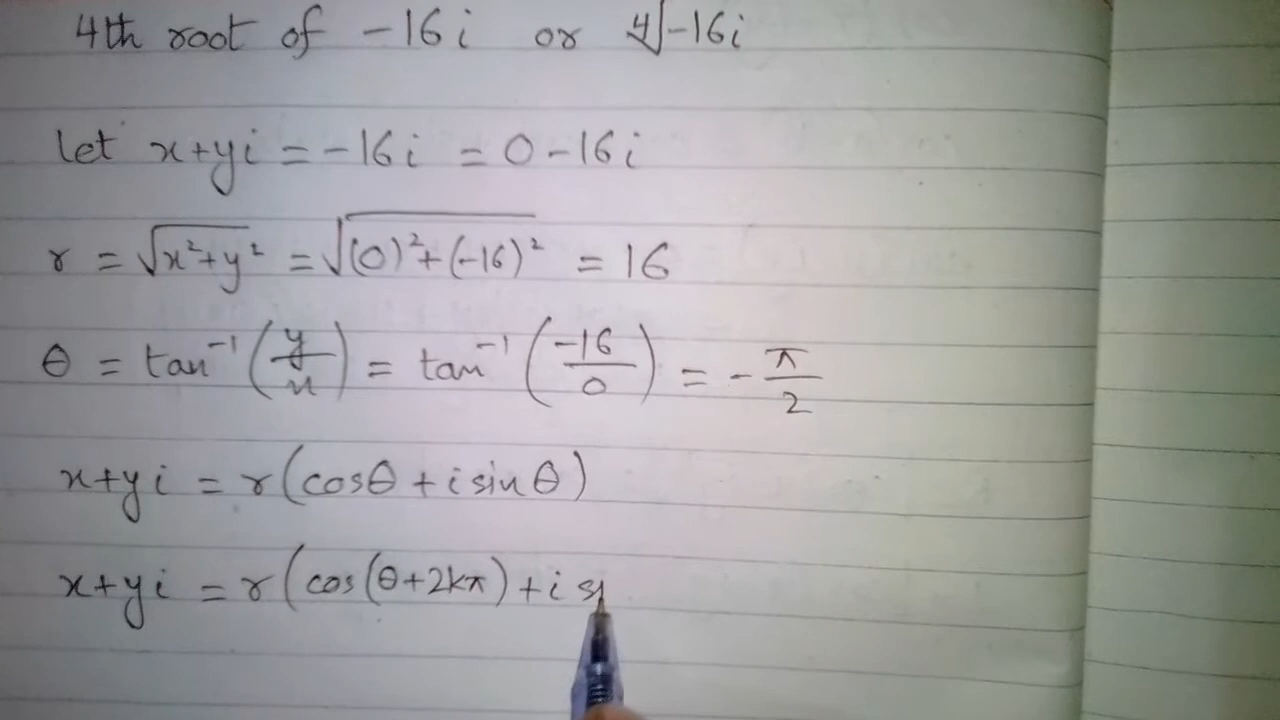 4th root of -16i or ∜-16i
let x+yi = -16i = 0-16i
r = √x²+y² = √(0)²+(-16)² = 16
θ = tan⁻¹(y/x) = tan⁻¹(-16/0) = -π/2
x+yi = r(cosθ + i sinθ)
x+yi = r(cos(θ+2kπ) + i